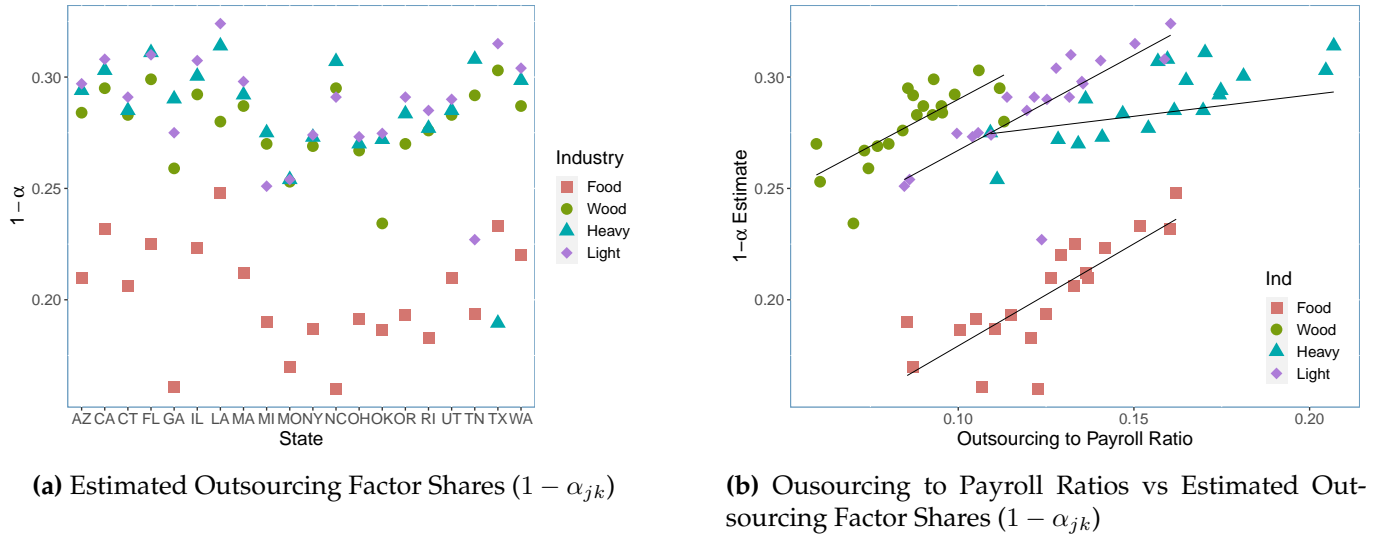 0.30
0.25
0.20
1−α
AZ CA CT FL GA IL LA MA MI MO NY NC OH OK OR RI UT TN TX WA
State
Industry
Food
Wood
Heavy
Light
(a) Estimated Outsourcing Factor Shares (1 − αjk)
0.30
0.25
0.20
1−α Estimate
0.10 0.15 0.20
Outsourcing to Payroll Ratio
Ind
Food
Wood
Heavy
Light
(b) Ousourcing to Payroll Ratios vs Estimated Out-
sourcing Factor Shares (1 − αjk)